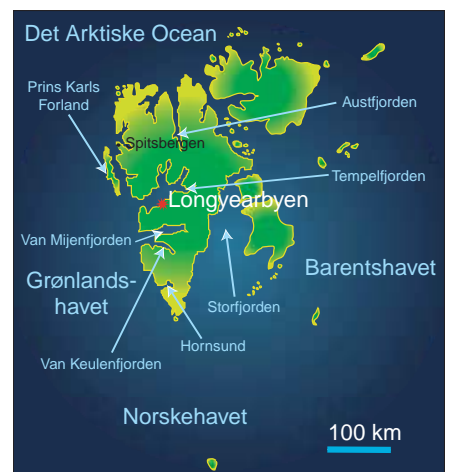 Det Arktiske Ocean
Prins Karls
Forland
Austfjorden
Spitsbergen
Tempelfjorden
Longyearbyen
Van Mijenfjorden
Barentshavet
Grønlands-
havet
Storfjorden
Hornsund
Van Keulenfjorden
Norskehavet
100 km